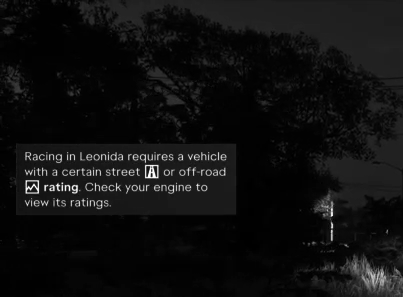 Racing in Leonida requires a vehicle
with a certain street or off-road
rating. Check your engine to
view its ratings.